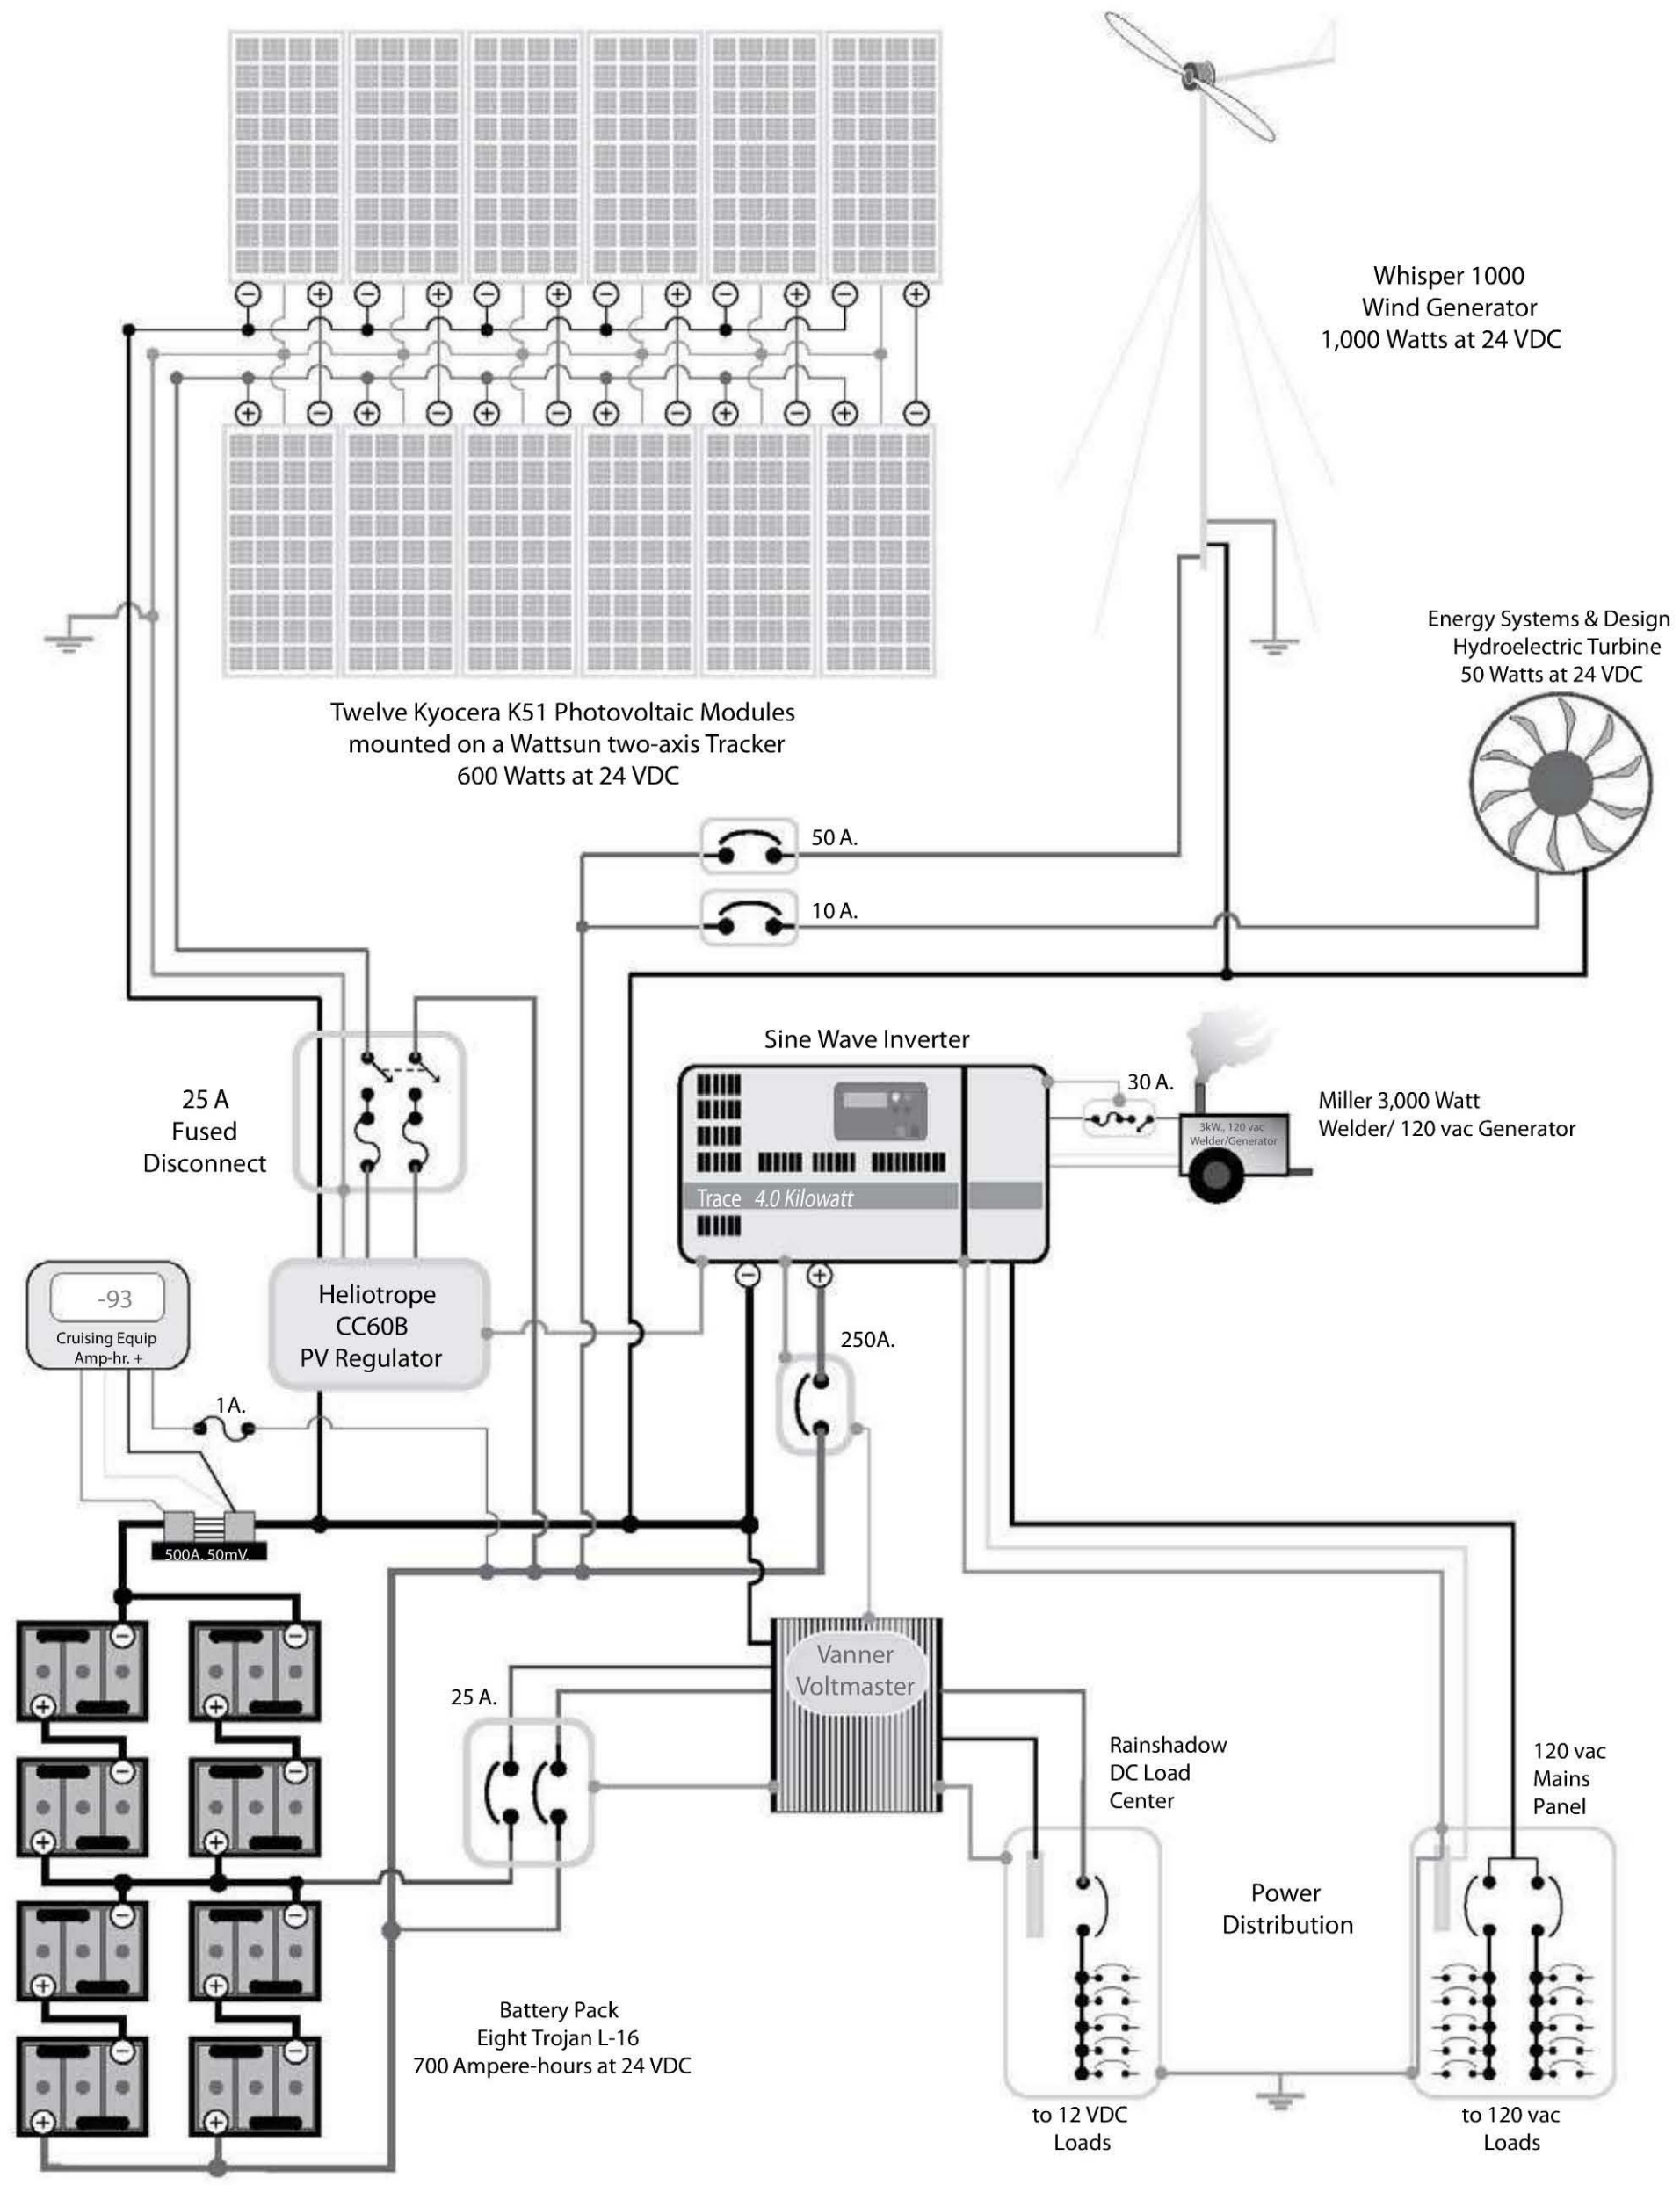 Whisper 1000
Wind Generator
1,000 Watts at 24 VDC
Energy Systems & Design
Hydroelectric Turbine
50 Watts at 24 VDC
Twelve Kyocera K51 Photovoltaic Modules
mounted on a Wattsun two-axis Tracker
600 Watts at 24 VDC
50 A.
10 A.
Sine Wave Inverter
30 A.
Miller 3,000 Watt
Welder/ 120 vac Generator
3kW., 120 vac
Welder/Generator
25 A
Fused
Disconnect
Trace 4.0 Kilowatt
Heliotrope
CC60B
PV Regulator
-93
Cruising Equip
Amp-hr. +
250A.
1A.
500A. 50mV.
Vanner
Voltmaster
25 A.
Rainshadow
DC Load
Center
120 vac
Mains
Panel
Power
Distribution
Battery Pack
Eight Trojan L-16
700 Ampere-hours at 24 VDC
to 12 VDC
Loads
to 120 vac
Loads